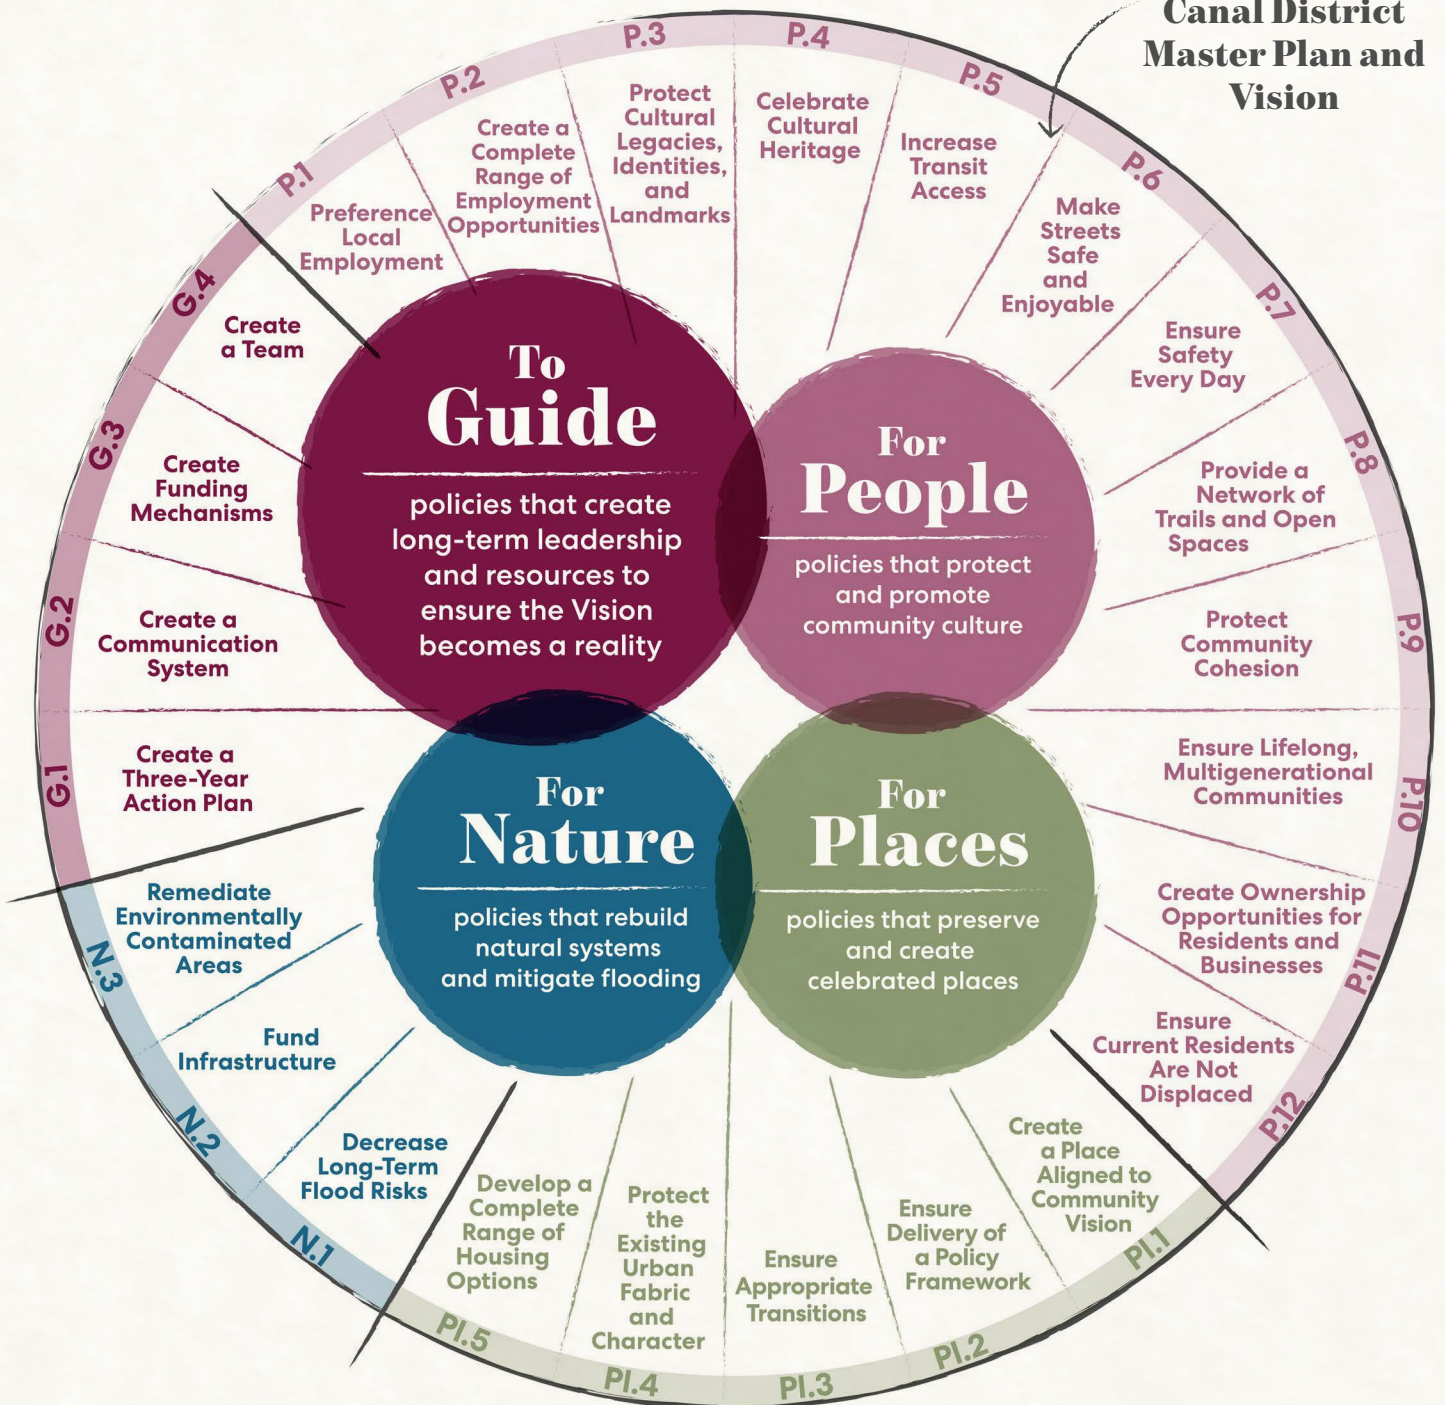 Canal District
Master Plan and
Vision
To
Guide
policies that create
long-term leadership
and resources to
ensure the Vision
becomes a reality
For
People
policies that protect
and promote
community culture
For
Nature
policies that rebuild
natural systems
and mitigate flooding
For
Places
policies that preserve
and create
celebrated places
G.1
Create a
Three-Year
Action Plan
G.2
Create a
Communication
System
G.3
Create
Funding
Mechanisms
G.4
Create
a Team
P.1
Preference
Local
Employment
P.2
Create a
Complete
Range of
Employment
Opportunities
P.3
Protect
Cultural
Legacies,
Identities,
and
Landmarks
P.4
Celebrate
Cultural
Heritage
P.5
Increase
Transit
Access
P.6
Make
Streets
Safe
and
Enjoyable
P.7
Ensure
Safety
Every Day
P.8
Provide a
Network of
Trails and Open
Spaces
P.9
Protect
Community
Cohesion
P.10
Ensure Lifelong,
Multigenerational
Communities
P.11
Create Ownership
Opportunities for
Residents and
Businesses
P.12
Ensure
Current Residents
Are Not
Displaced
Pl.1
Create
a Place
Aligned to
Community
Vision
Pl.2
Ensure
Delivery of
a Policy
Framework
Pl.3
Ensure
Appropriate
Transitions
Pl.4
Protect
the
Existing
Urban
Fabric
and
Character
Pl.5
Develop a
Complete
Range of
Housing
Options
N.1
Decrease
Long-Term
Flood Risks
N.2
Fund
Infrastructure
N.3
Remediate
Environmentally
Contaminated
Areas